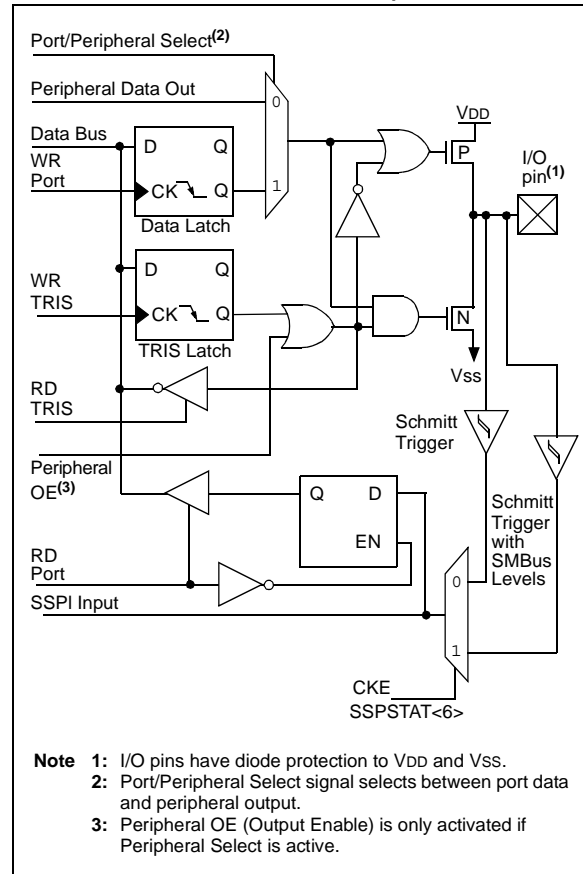 Port/Peripheral Select(2)
Peripheral Data Out
0
VDD
Data Bus
D
Q
P
I/O
pin(1)
WR
Port
CK
Q
1
Data Latch
D
Q
WR
TRIS
CK
Q
N
TRIS Latch
Vss
RD
TRIS
Schmitt
Trigger
Peripheral
OE(3)
Q
D
EN
Schmitt
Trigger
with
SMBus
Levels
RD
Port
0
SSPI Input
1
CKE
SSPSTAT<6>
Note 1: I/O pins have diode protection to VDD and VSS.
2: Port/Peripheral Select signal selects between port data
and peripheral output.
3: Peripheral OE (Output Enable) is only activated if
Peripheral Select is active.